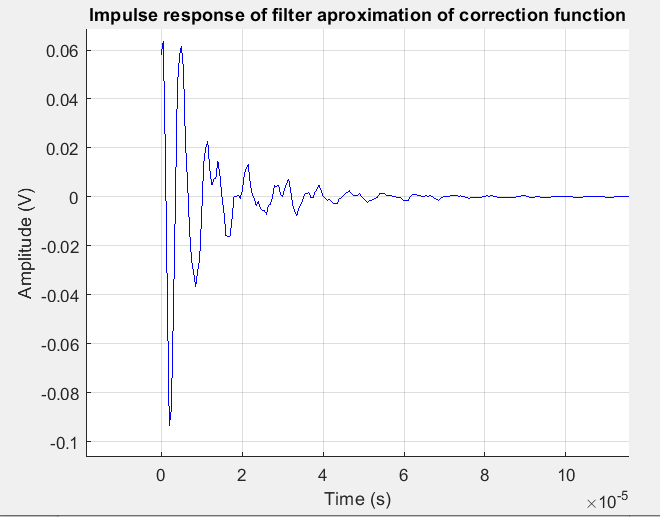 Impulse response of filter aproximation of correction function
0.06
0.04
0.02
0
-0.02
-0.04
-0.06
-0.08
-0.1
Amplitude (V)
0 2 4 6 8 10
Time (s)
×10⁻⁵